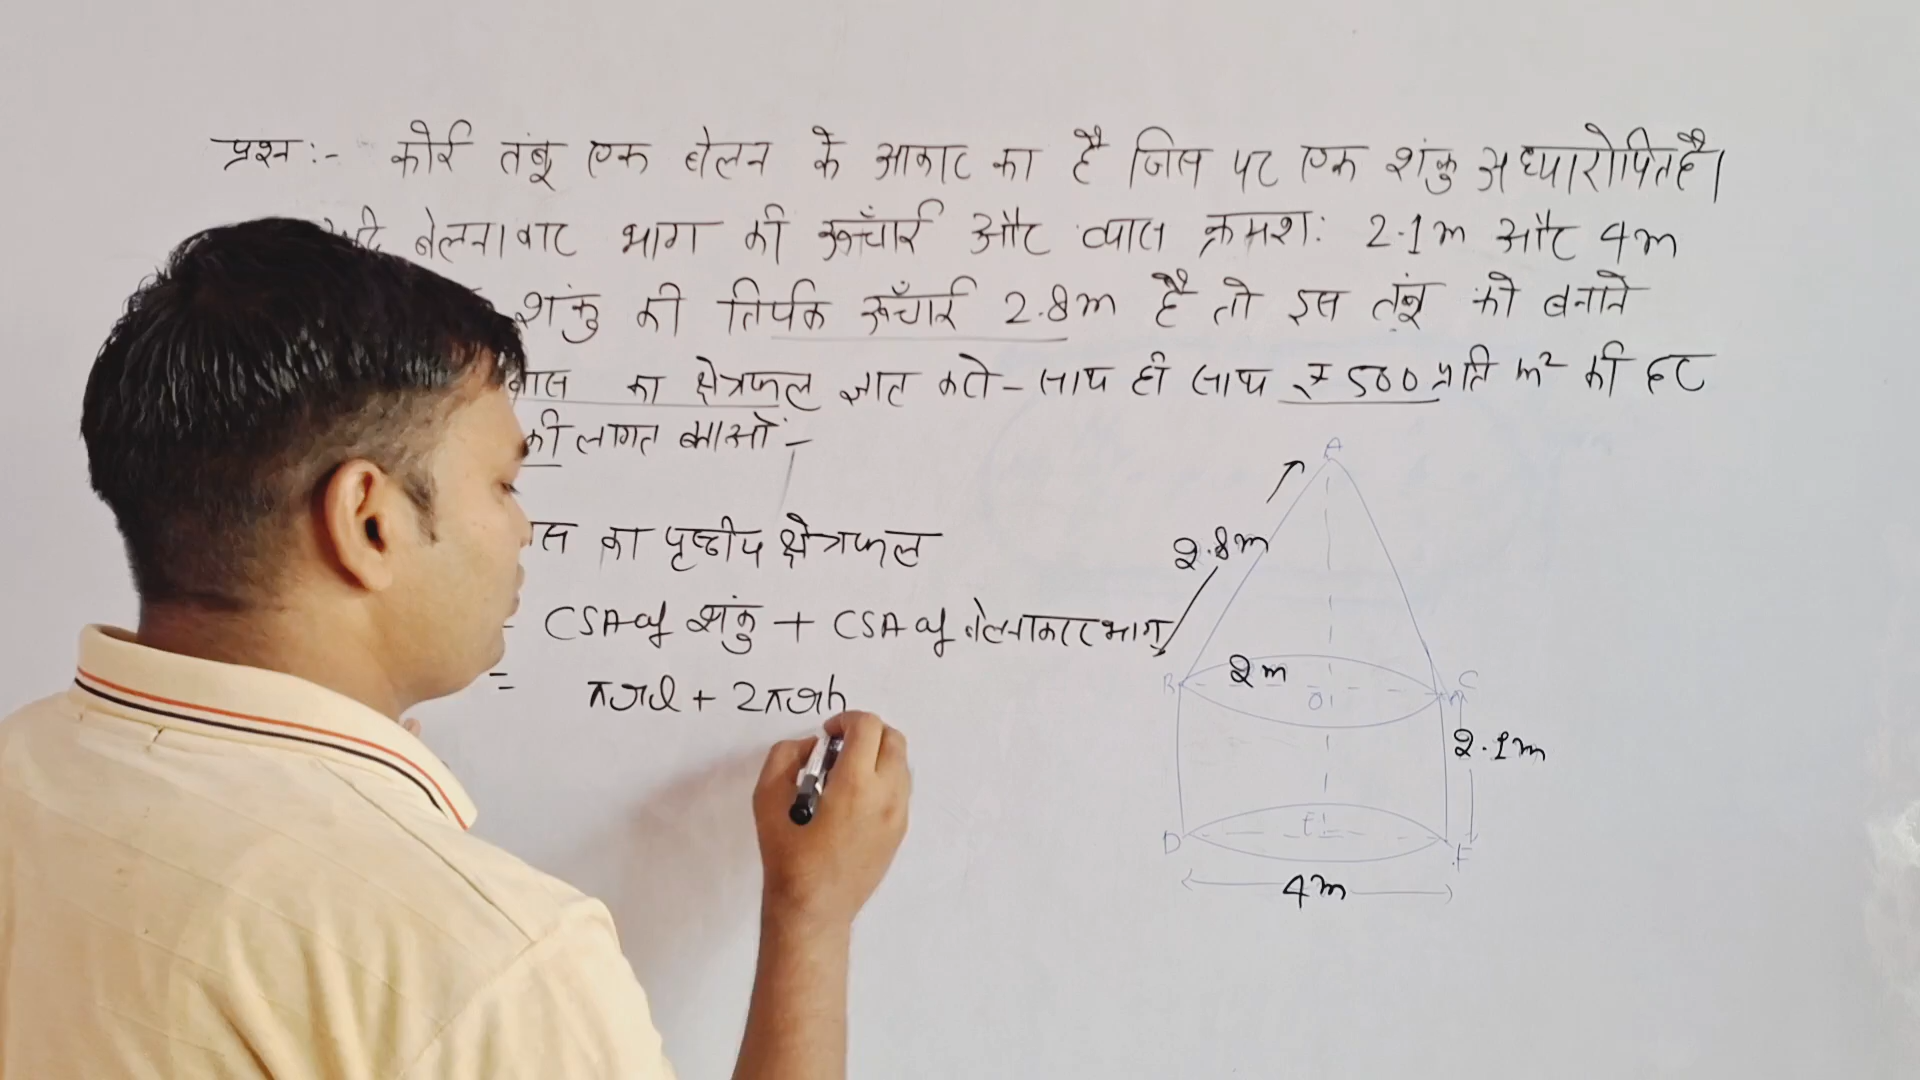 प्रश्न:- कोई तंबू एक बेलन के आकार का है जिस पर एक शंकु अध्यारोपित है।
बेलनाकार भाग की ऊँचाई और व्यास क्रमश: 2.1m और 4m
शंकु की तिर्यक ऊँचाई 2.8m है तो इस तंबू को बनाने
का क्षेत्रफल ज्ञात करो - साथ ही साथ ₹ 500 प्रति m² की दर
की लागत
का पृष्ठीय क्षेत्रफल
CSA of शंकु + CSA of बेलनाकार भाग
= πrl + 2πrh
A
2.8m
B 2m O C
2.1m
D E F
4m